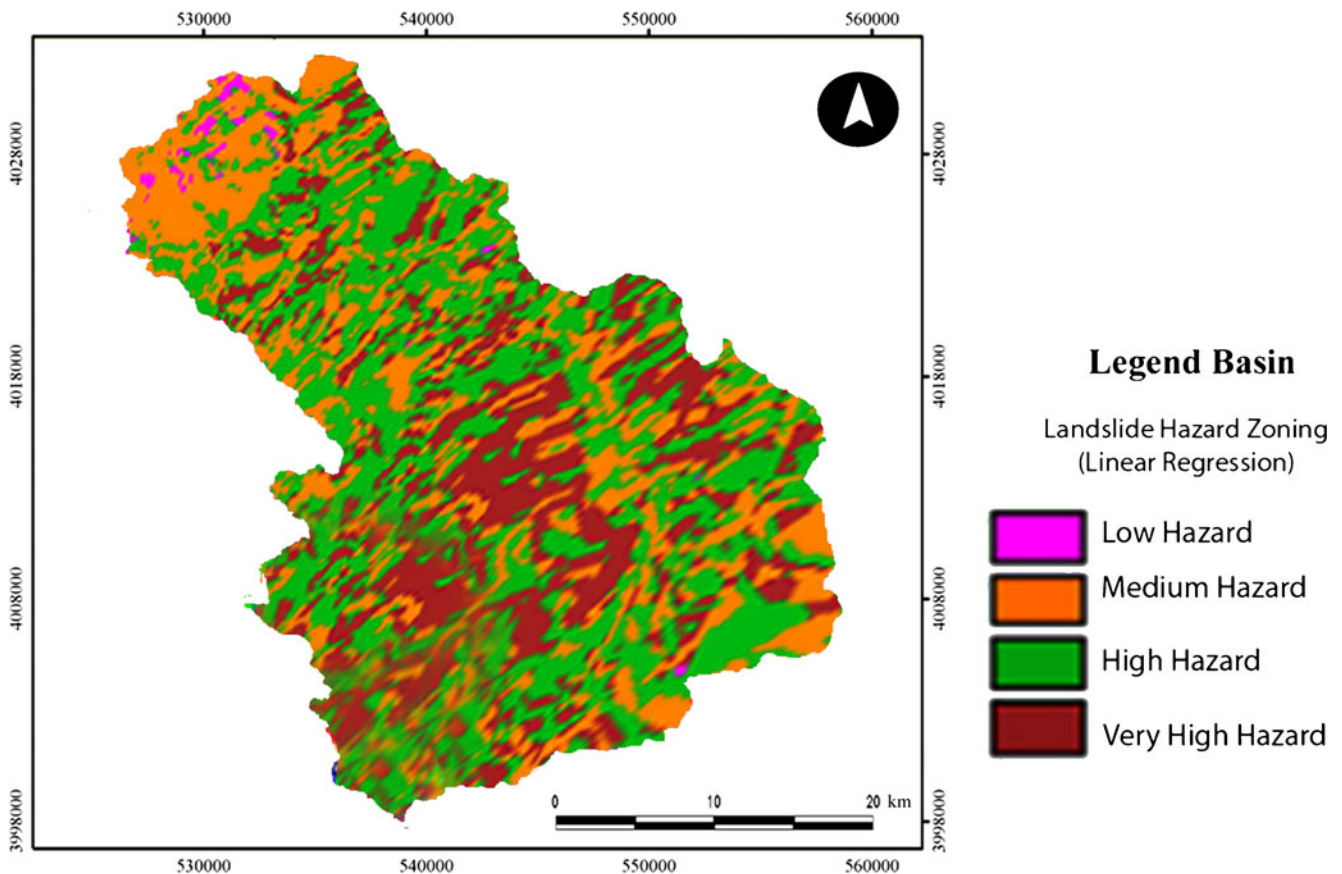 530000 540000 550000 560000
4028000 4028000
4018000 4018000
Legend Basin
Landslide Hazard Zoning
(Linear Regression)
Low Hazard
Medium Hazard
High Hazard
Very High Hazard
4008000 4008000
0 10 20 km
3998000 3998000
530000 540000 550000 560000